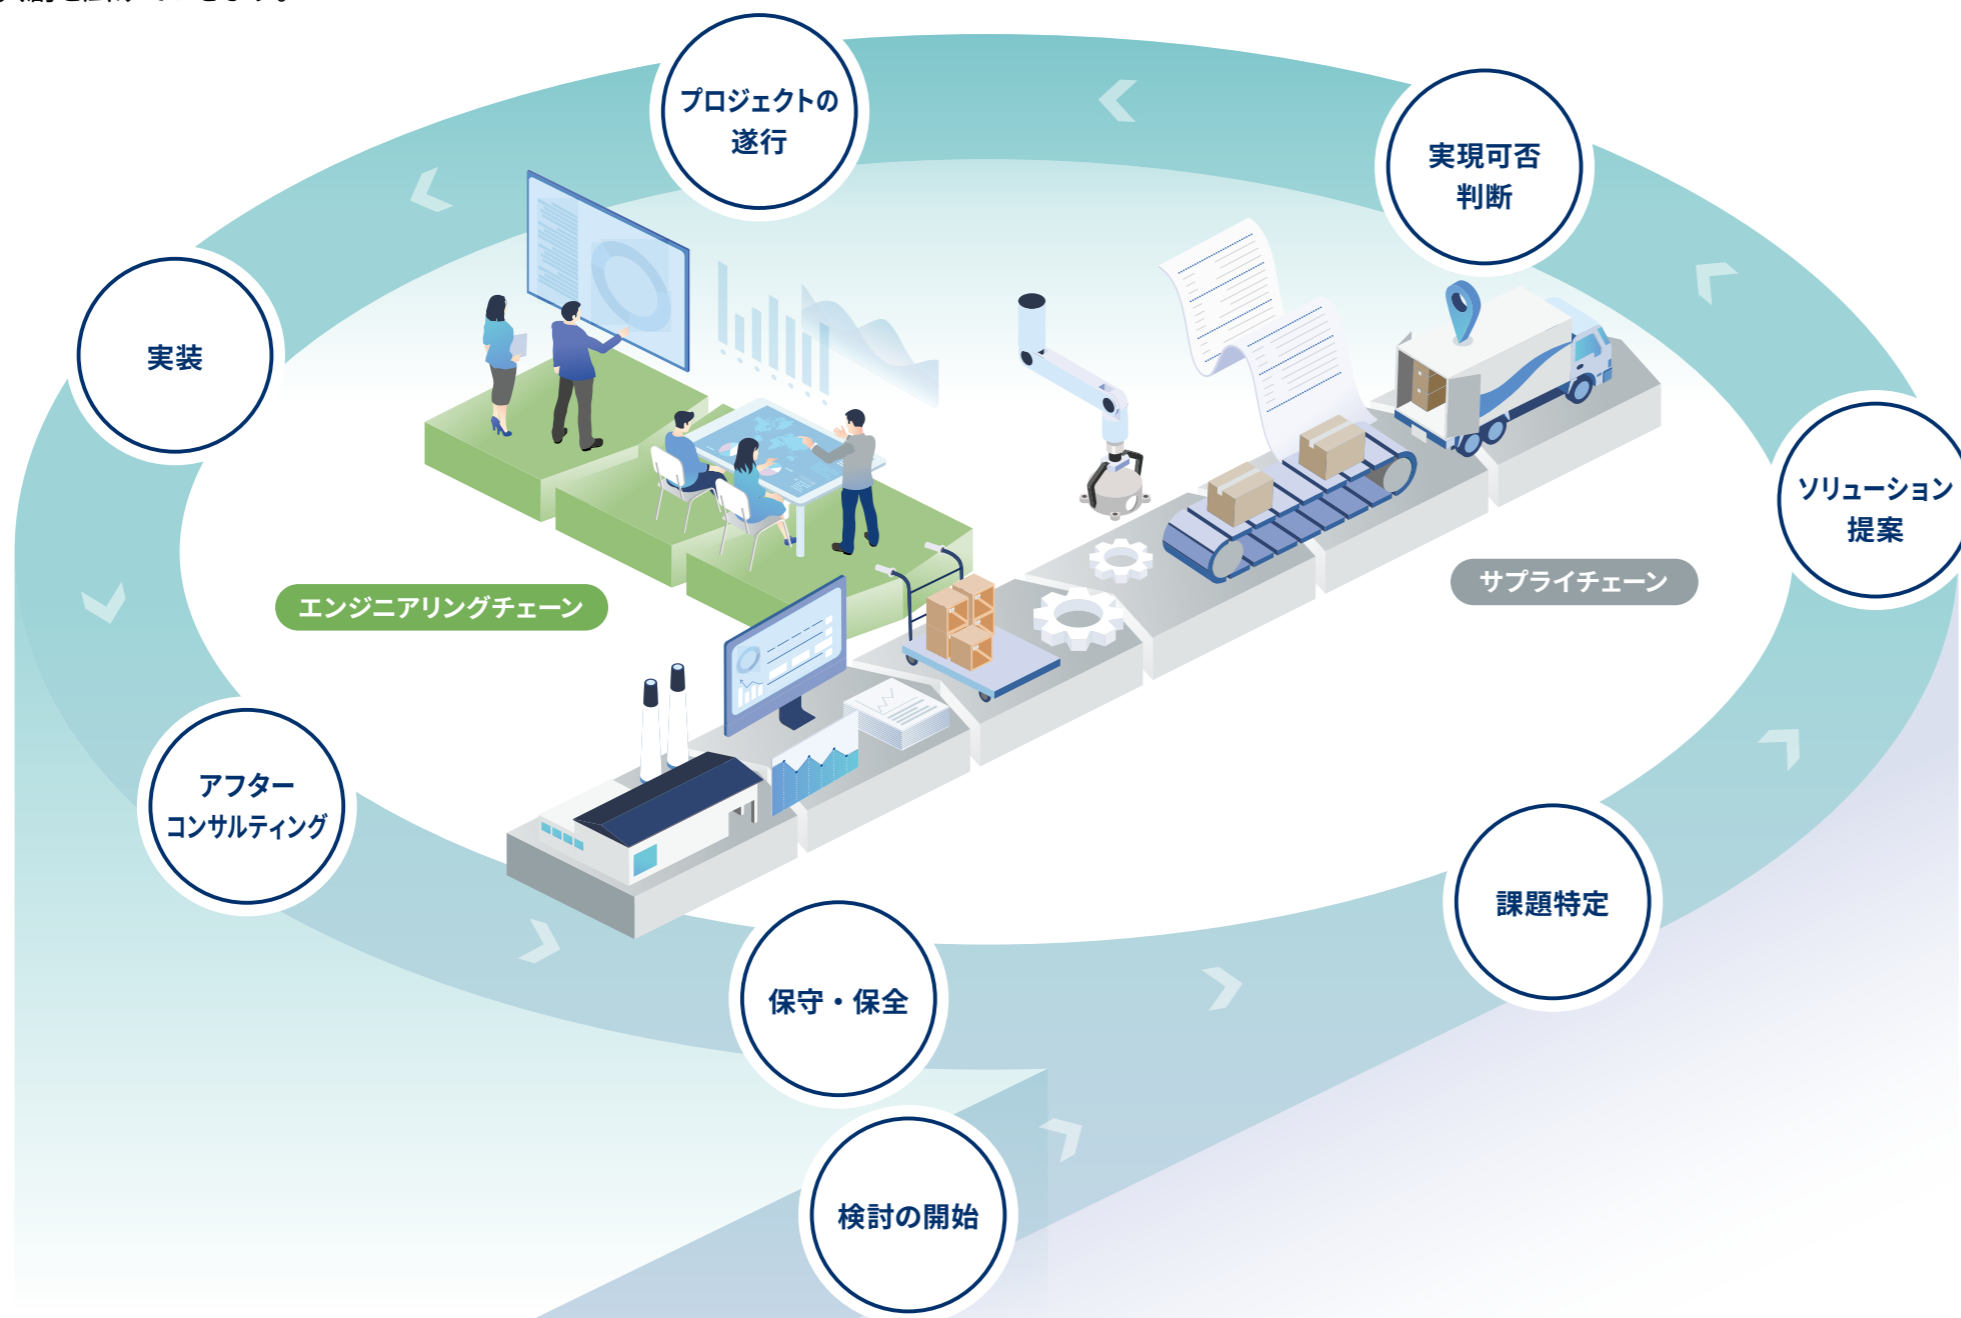 プロジェクトの
遂行
実現可否
判断
実装
ソリューション
提案
エンジニアリングチェーン
サプライチェーン
アフター
コンサルティング
課題特定
保守・保全
検討の開始